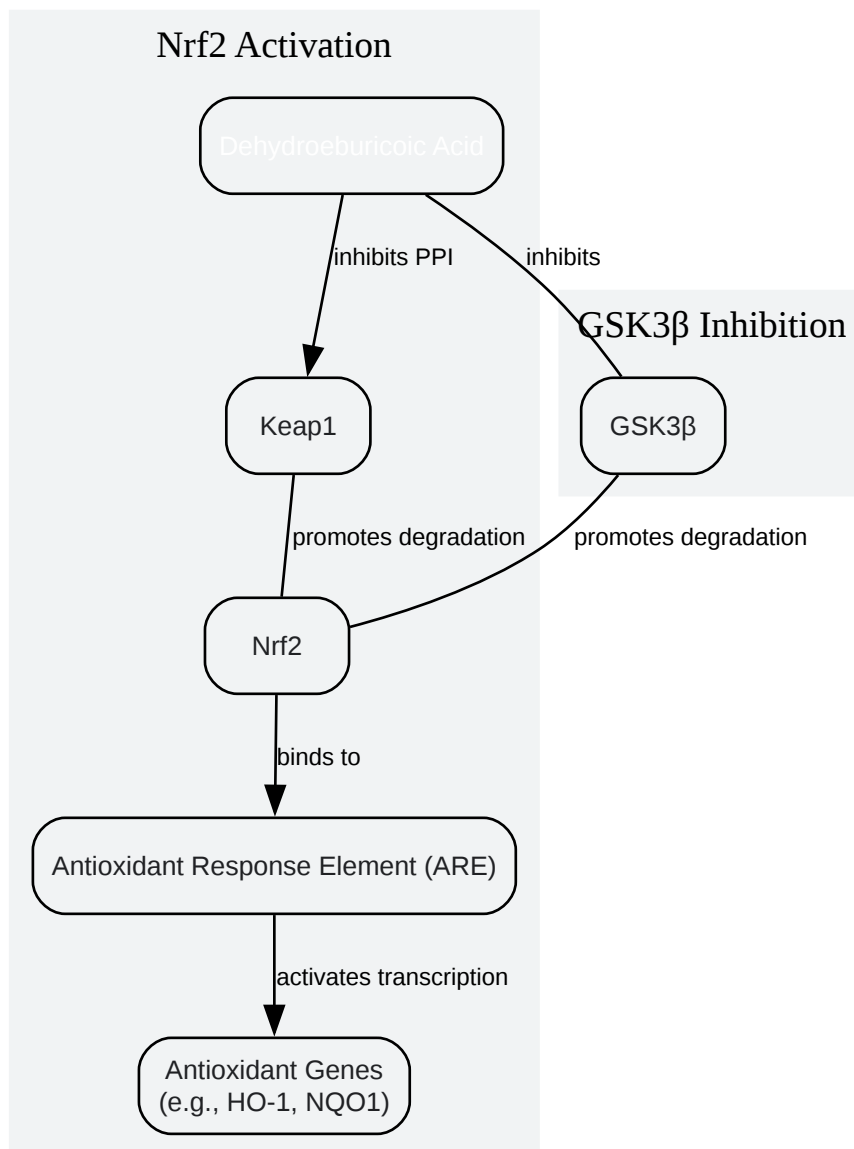 Nrf2 Activation
Dehydroeburicoic Acid
inhibits PPI
inhibits
GSK3β Inhibition
Keap1
GSK3β
promotes degradation
promotes degradation
Nrf2
binds to
Antioxidant Response Element (ARE)
activates transcription
Antioxidant Genes
(e.g., HO-1, NQO1)